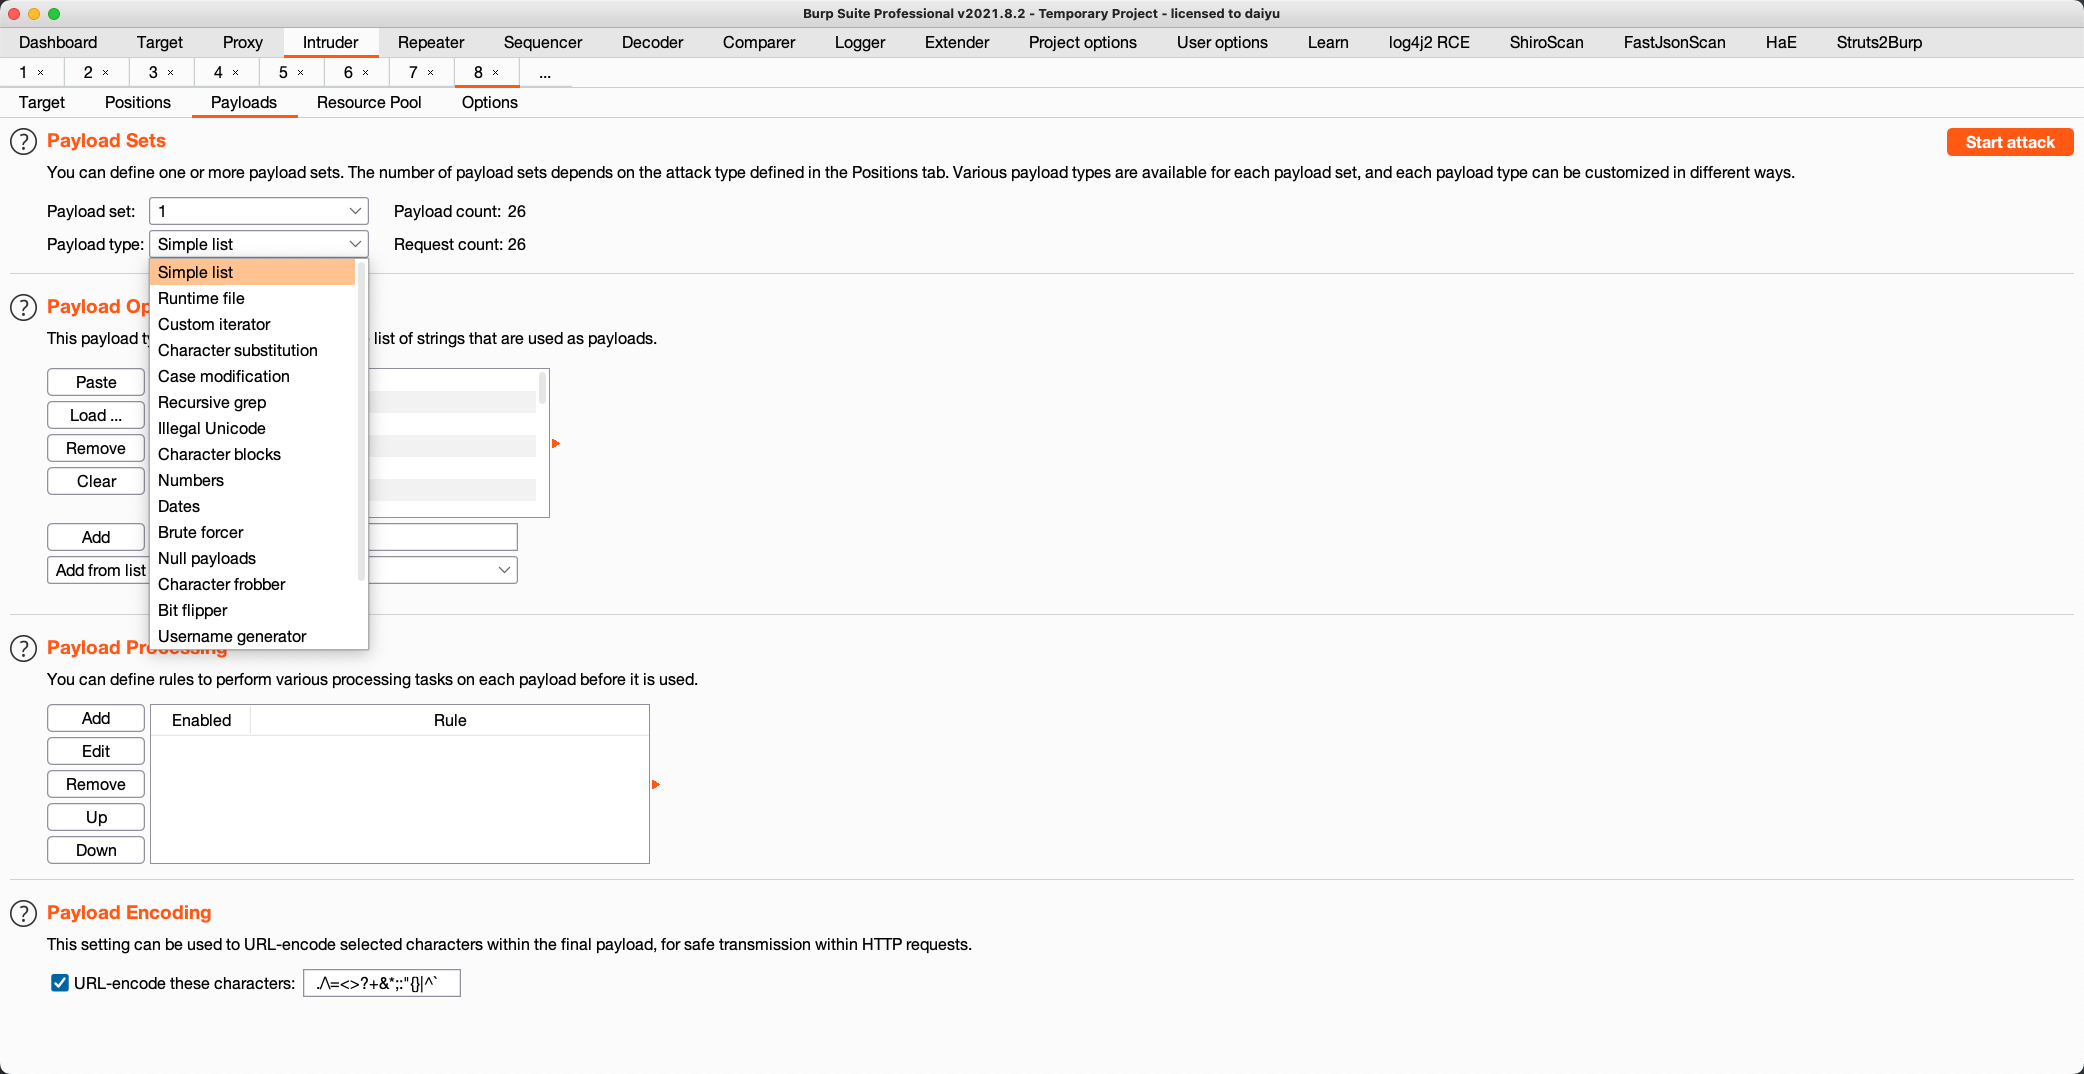 Burp Suite Professional v2021.8.2 - Temporary Project - licensed to daiyu
Dashboard Target Proxy Intruder Repeater Sequencer Decoder Comparer Logger Extender Project options User options Learn log4j2 RCE ShiroScan FastJsonScan HaE Struts2Burp
1 × 2 × 3 × 4 × 5 × 6 × 7 × 8 × ...
Target Positions Payloads Resource Pool Options
? Payload Sets Start attack
You can define one or more payload sets. The number of payload sets depends on the attack type defined in the Positions tab. Various payload types are available for each payload set, and each payload type can be customized in different ways.
Payload set: 1 Payload count: 26
Payload type: Simple list Request count: 26
Simple list
Runtime file
Custom iterator
Character substitution
Case modification
Recursive grep
Illegal Unicode
Character blocks
Numbers
Dates
Brute forcer
Null payloads
Character frobber
Bit flipper
Username generator
? Payload Op
This payload t list of strings that are used as payloads.
Paste
Load ...
Remove
Clear
Add
Add from list
? Payload Processing
You can define rules to perform various processing tasks on each payload before it is used.
Add
Edit
Remove
Up
Down
Enabled Rule
? Payload Encoding
This setting can be used to URL-encode selected characters within the final payload, for safe transmission within HTTP requests.
URL-encode these characters: ./\=<>?+&*;:"{}|^`